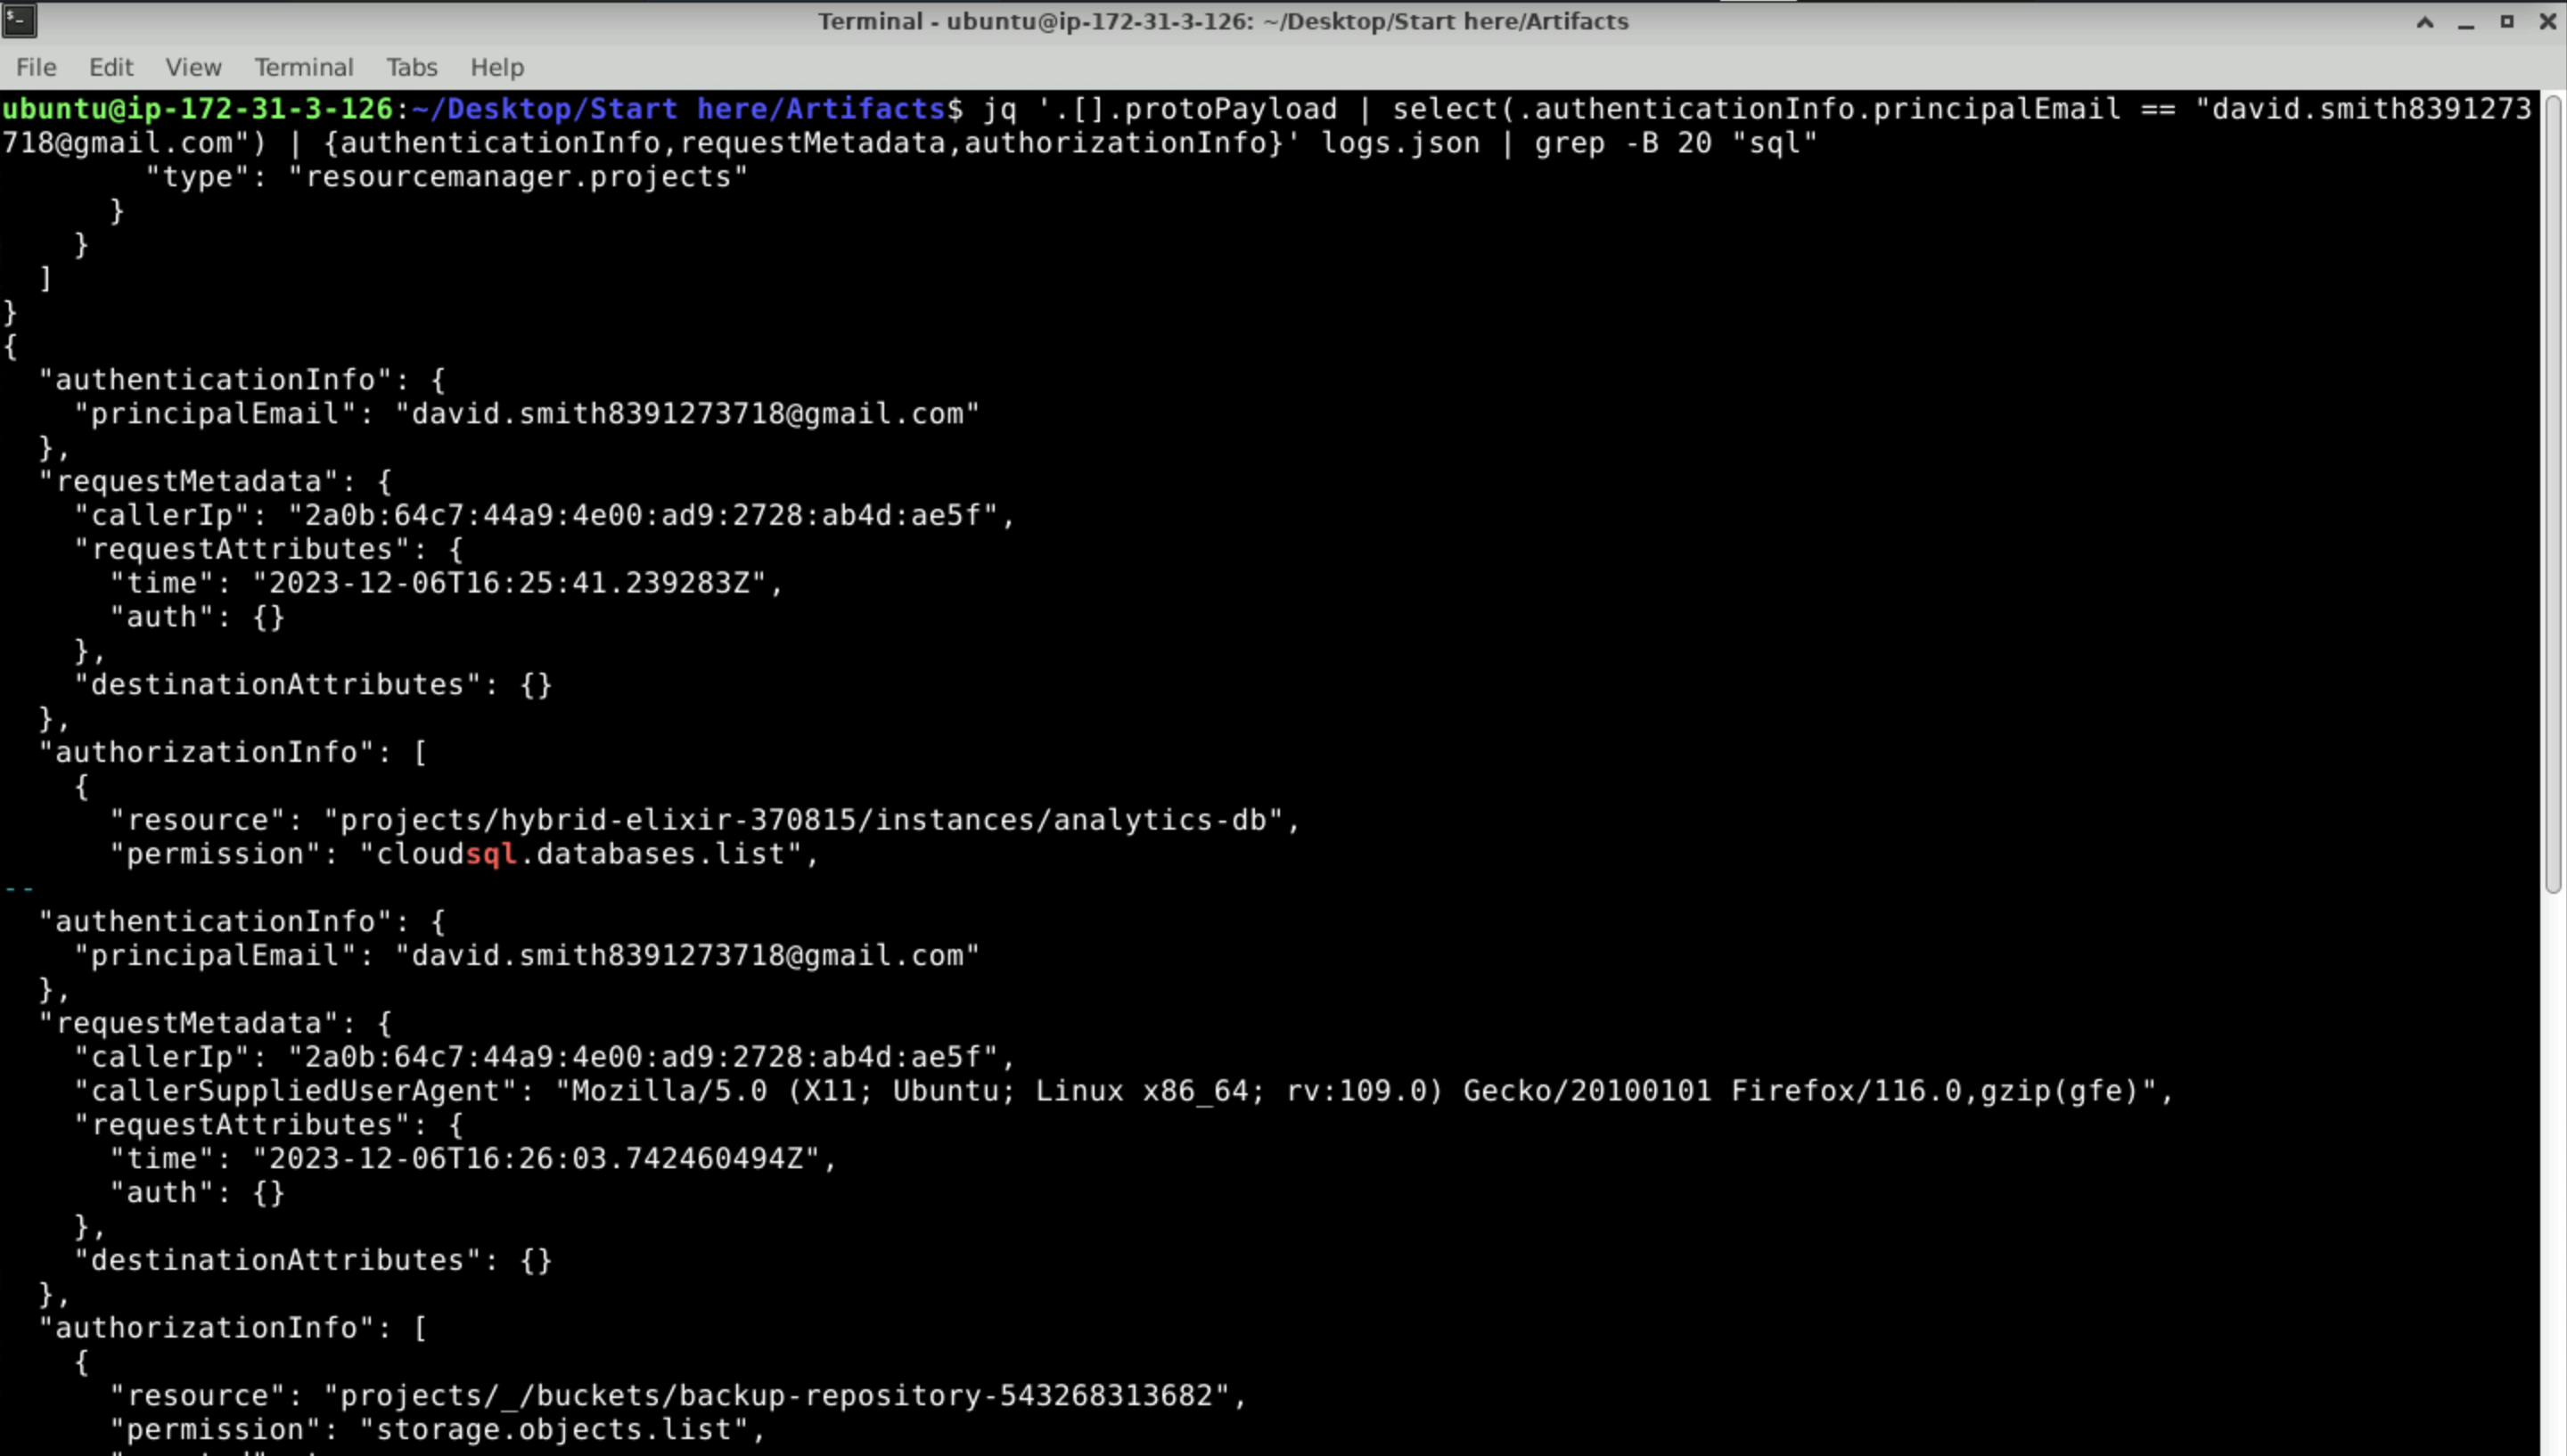 Terminal - ubuntu@ip-172-31-3-126: ~/Desktop/Start here/Artifacts
File Edit View Terminal Tabs Help
ubuntu@ip-172-31-3-126:~/Desktop/Start here/Artifacts$ jq '.[].protoPayload | select(.authenticationInfo.principalEmail == "david.smith8391273
718@gmail.com") | {authenticationInfo,requestMetadata,authorizationInfo}' logs.json | grep -B 20 "sql"
        "type": "resourcemanager.projects"
      }
    }
  ]
}
{
  "authenticationInfo": {
    "principalEmail": "david.smith8391273718@gmail.com"
  },
  "requestMetadata": {
    "callerIp": "2a0b:64c7:44a9:4e00:ad9:2728:ab4d:ae5f",
    "requestAttributes": {
      "time": "2023-12-06T16:25:41.239283Z",
      "auth": {}
    },
    "destinationAttributes": {}
  },
  "authorizationInfo": [
    {
      "resource": "projects/hybrid-elixir-370815/instances/analytics-db",
      "permission": "cloudsql.databases.list",
--
  "authenticationInfo": {
    "principalEmail": "david.smith8391273718@gmail.com"
  },
  "requestMetadata": {
    "callerIp": "2a0b:64c7:44a9:4e00:ad9:2728:ab4d:ae5f",
    "callerSuppliedUserAgent": "Mozilla/5.0 (X11; Ubuntu; Linux x86_64; rv:109.0) Gecko/20100101 Firefox/116.0,gzip(gfe)",
    "requestAttributes": {
      "time": "2023-12-06T16:26:03.742460494Z",
      "auth": {}
    },
    "destinationAttributes": {}
  },
  "authorizationInfo": [
    {
      "resource": "projects/_/buckets/backup-repository-543268313682",
      "permission": "storage.objects.list",